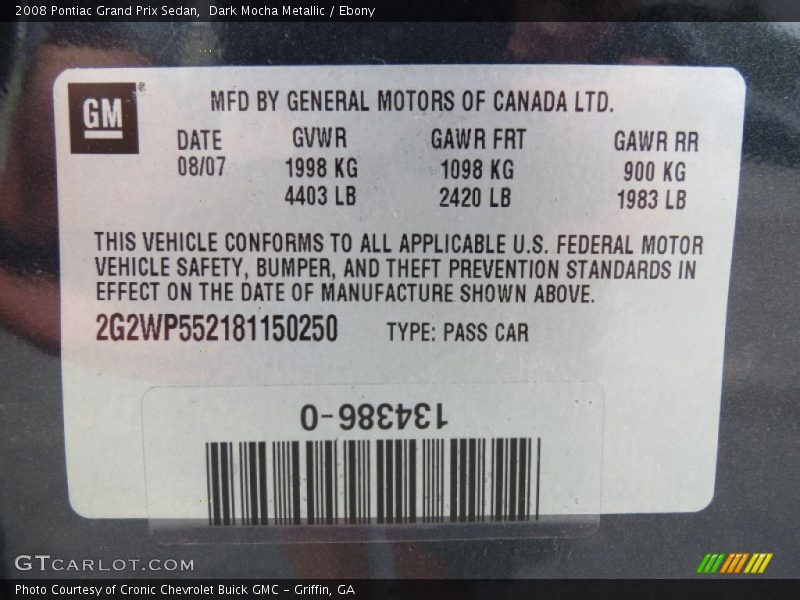 2008 Pontiac Grand Prix Sedan,  Dark Mocha Metallic / Ebony
GM®
MFD BY GENERAL MOTORS OF CANADA LTD.
DATE GVWR GAWR FRT GAWR RR
08/07 1998 KG 1098 KG 900 KG
4403 LB 2420 LB 1983 LB
THIS VEHICLE CONFORMS TO ALL APPLICABLE U.S. FEDERAL MOTOR
VEHICLE SAFETY, BUMPER, AND THEFT PREVENTION STANDARDS IN
EFFECT ON THE DATE OF MANUFACTURE SHOWN ABOVE.
2G2WP552181150250 TYPE: PASS CAR
134386-0
GTCARLOT.COM
Photo Courtesy of Cronic Chevrolet Buick GMC – Griffin, GA